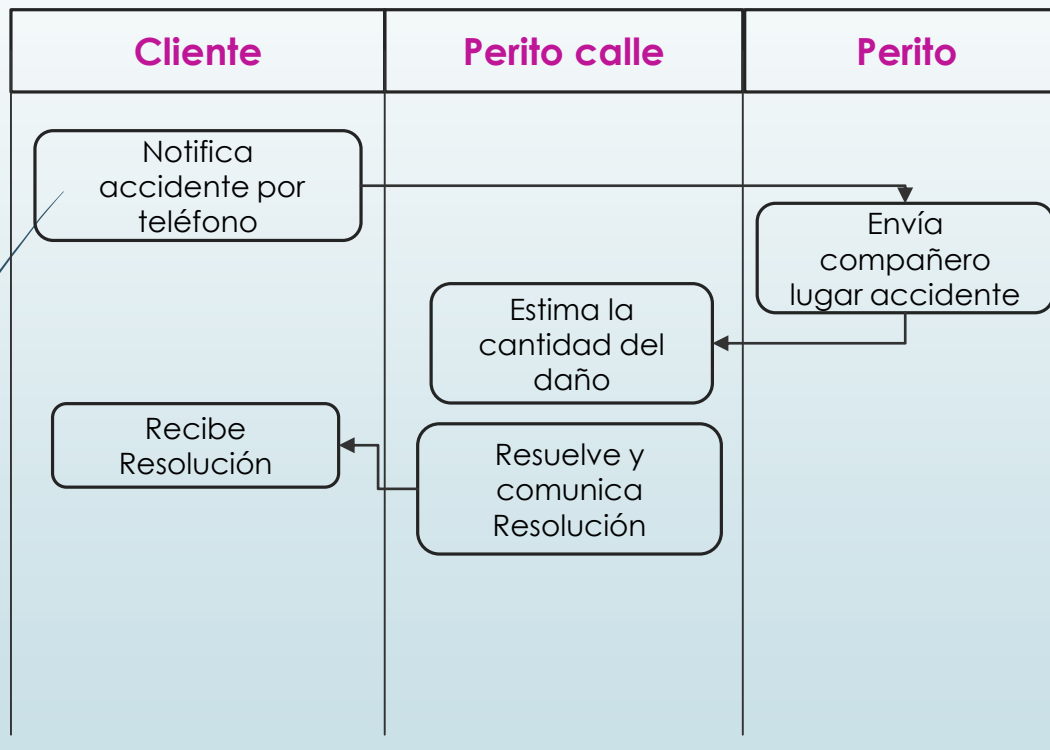 Cliente
Perito calle
Perito
Notifica
accidente por
teléfono
Envía
compañero
lugar accidente
Estima la
cantidad del
daño
Recibe
Resolución
Resuelve y
comunica
Resolución